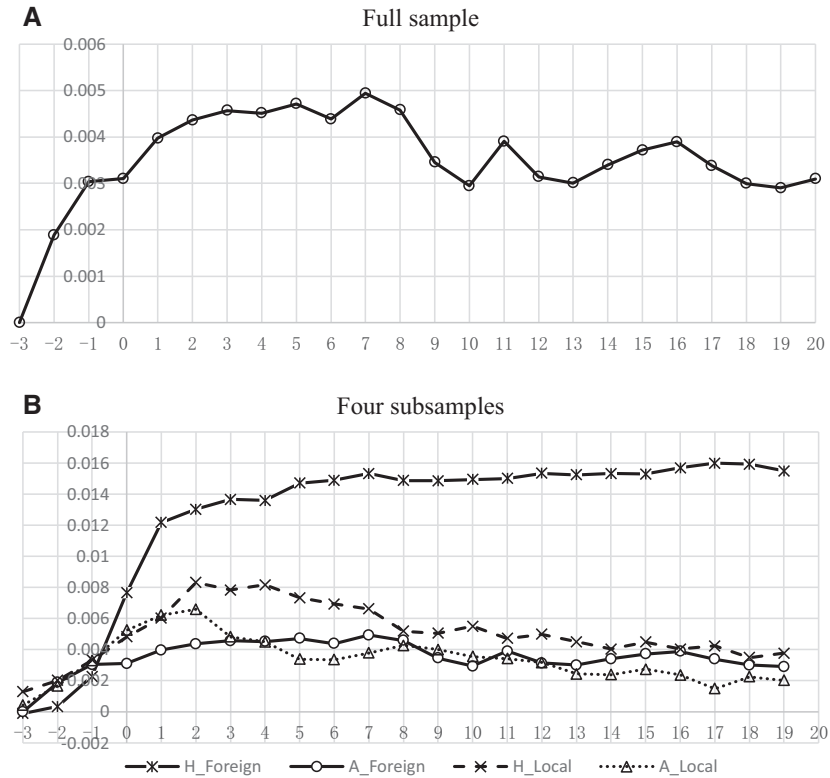 A
Full sample
0.006
0.005
0.004
0.003
0.002
0.001
0
−3 −2 −1 0 1 2 3 4 5 6 7 8 9 10 11 12 13 14 15 16 17 18 19 20
B
Four subsamples
0.018
0.016
0.014
0.012
0.01
0.008
0.006
0.004
0.002
0
−3 −2 −1 0 1 2 3 4 5 6 7 8 9 10 11 12 13 14 15 16 17 18 19 20
-0.002
H_Foreign A_Foreign H_Local A_Local